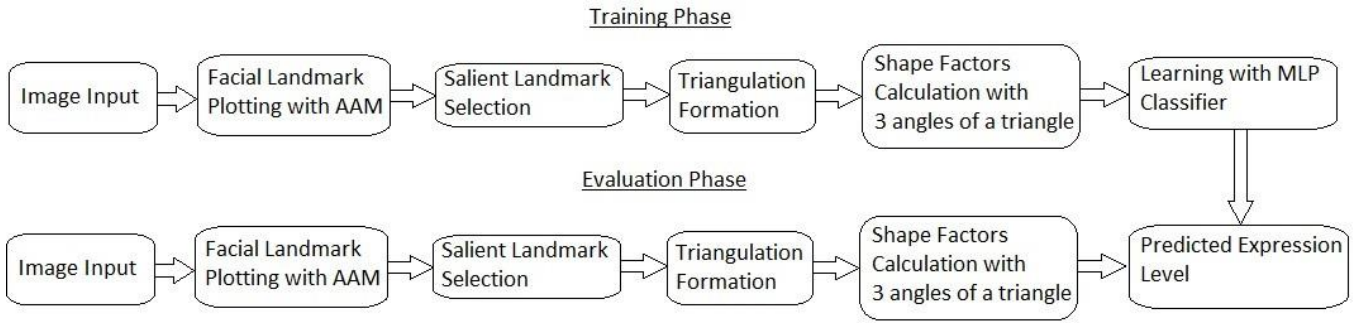 Training Phase
Image Input
Facial Landmark
Plotting with AAM
Salient Landmark
Selection
Triangulation
Formation
Shape Factors
Calculation with
3 angles of a triangle
Learning with MLP
Classifier
Evaluation Phase
Image Input
Facial Landmark
Plotting with AAM
Salient Landmark
Selection
Triangulation
Formation
Shape Factors
Calculation with
3 angles of a triangle
Predicted Expression
Level